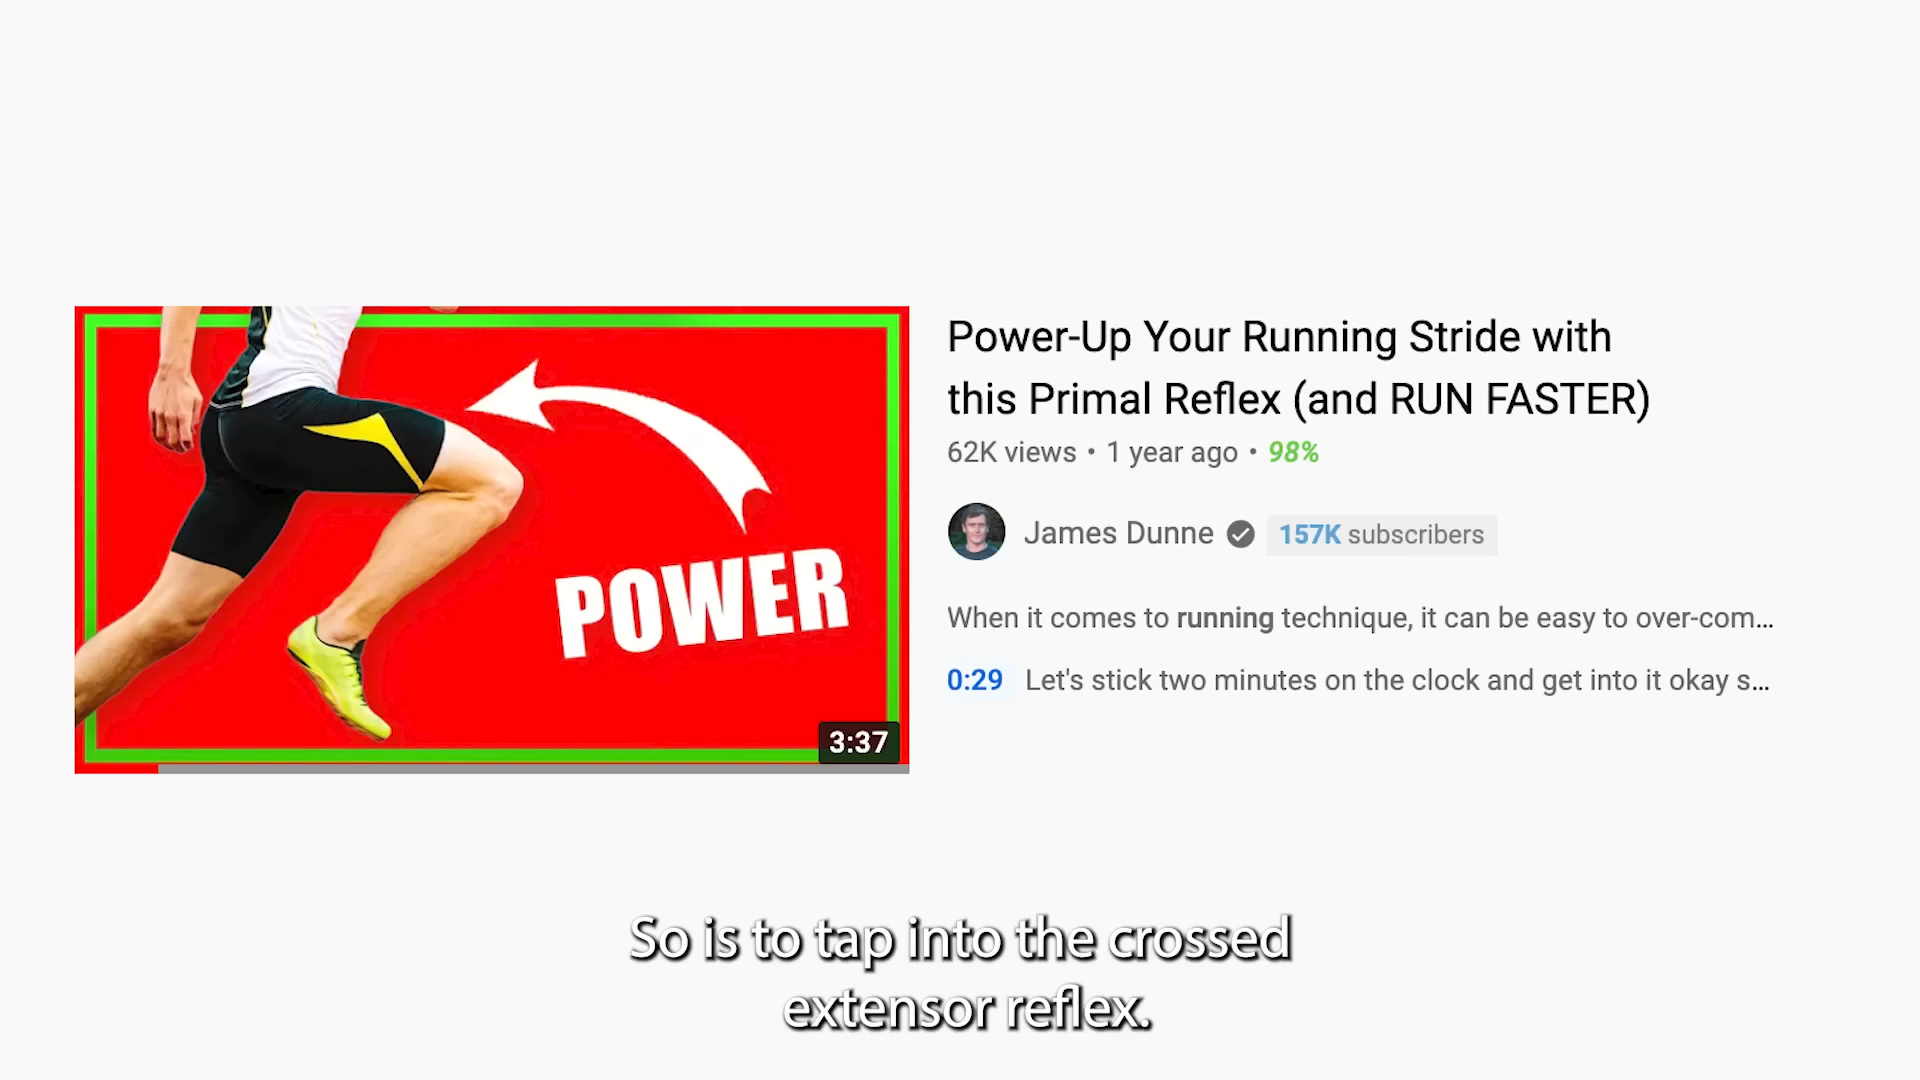 POWER
3:37
Power-Up Your Running Stride with
this Primal Reflex (and RUN FASTER)
62K views • 1 year ago • 98%
James Dunne 157K subscribers
When it comes to running technique, it can be easy to over-com...
0:29 Let's stick two minutes on the clock and get into it okay s...
So is to tap into the crossed
extensor reflex.